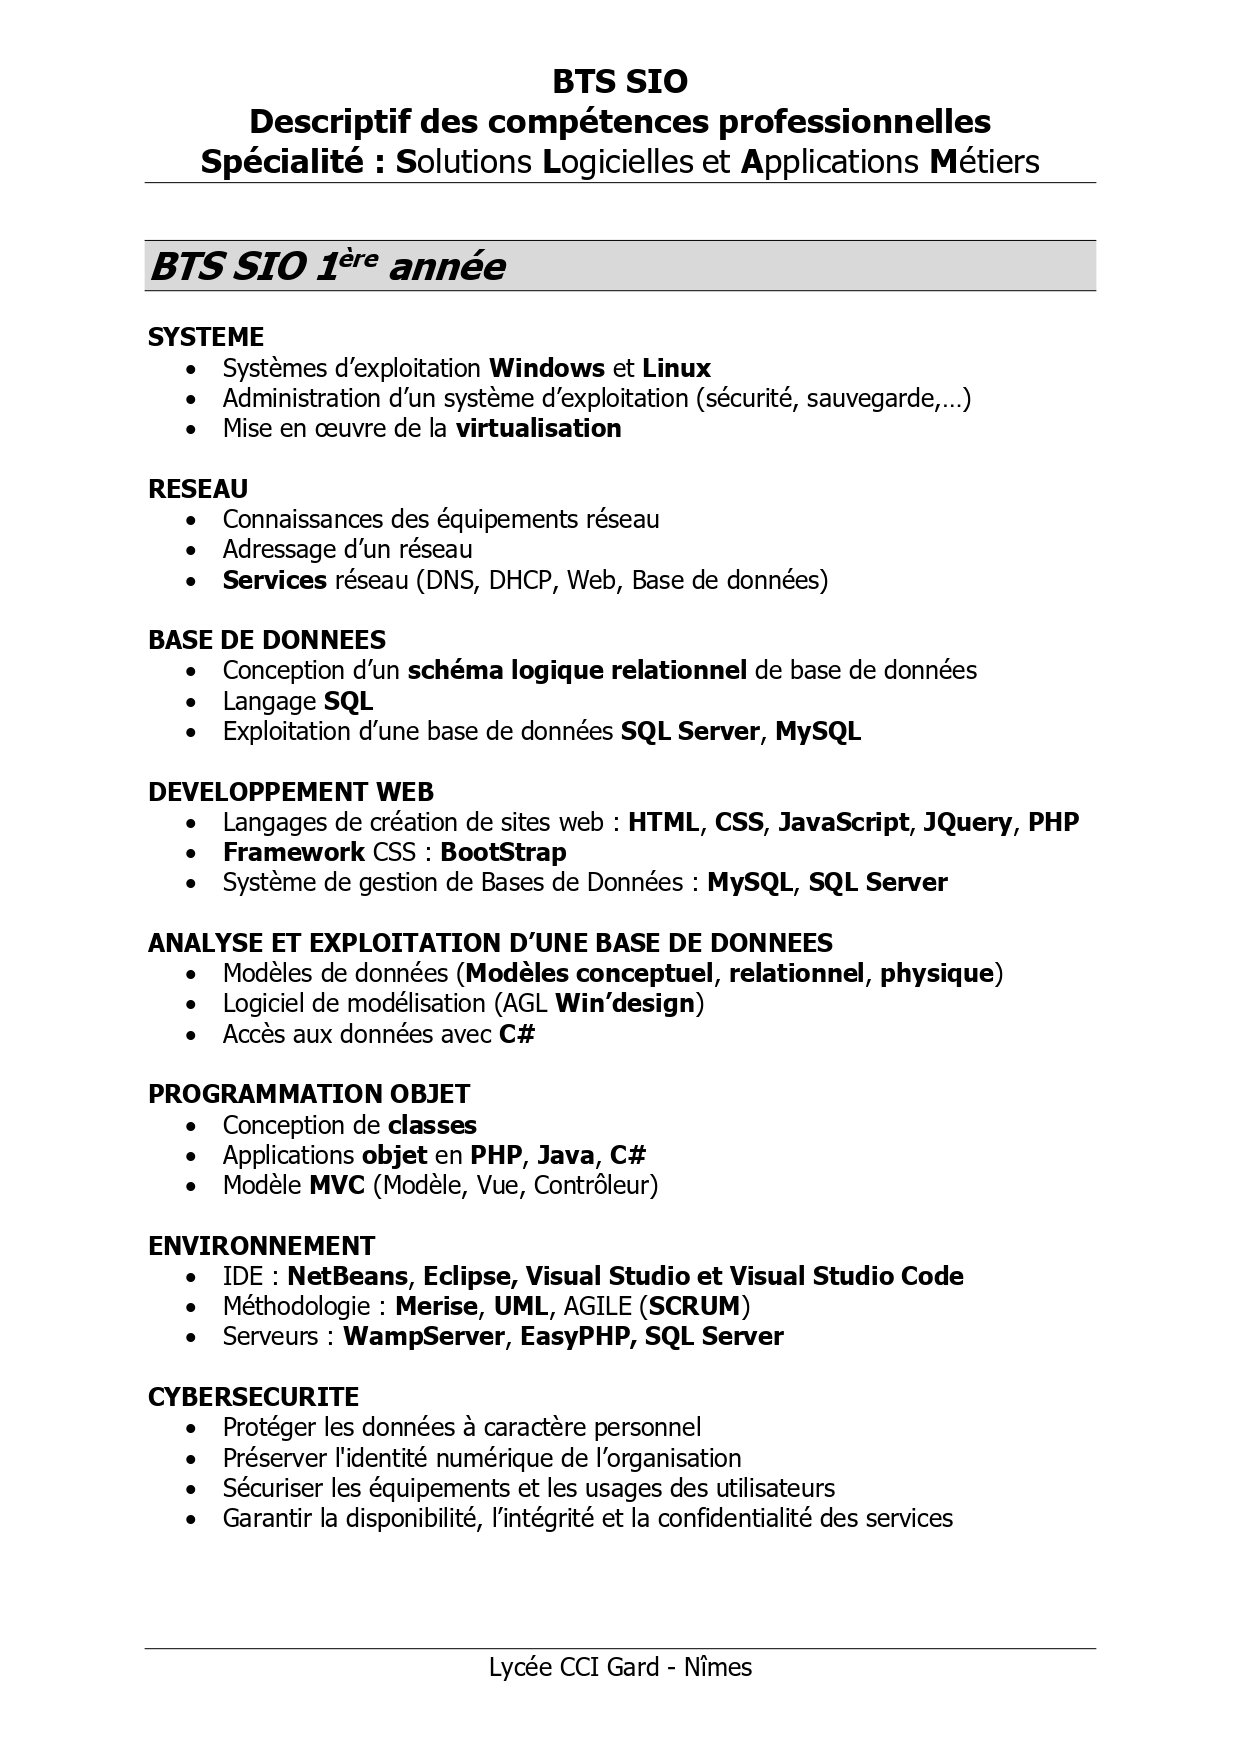 BTS SIO
Descriptif des compétences professionnelles
Spécialité : Solutions Logicielles et Applications Métiers
BTS SIO 1ère année
SYSTEME
• Systèmes d’exploitation Windows et Linux
• Administration d’un système d’exploitation (sécurité, sauvegarde,…)
• Mise en œuvre de la virtualisation
RESEAU
• Connaissances des équipements réseau
• Adressage d’un réseau
• Services réseau (DNS, DHCP, Web, Base de données)
BASE DE DONNEES
• Conception d’un schéma logique relationnel de base de données
• Langage SQL
• Exploitation d’une base de données SQL Server, MySQL
DEVELOPPEMENT WEB
• Langages de création de sites web : HTML, CSS, JavaScript, JQuery, PHP
• Framework CSS : BootStrap
• Système de gestion de Bases de Données : MySQL, SQL Server
ANALYSE ET EXPLOITATION D’UNE BASE DE DONNEES
• Modèles de données (Modèles conceptuel, relationnel, physique)
• Logiciel de modélisation (AGL Win’design)
• Accès aux données avec C#
PROGRAMMATION OBJET
• Conception de classes
• Applications objet en PHP, Java, C#
• Modèle MVC (Modèle, Vue, Contrôleur)
ENVIRONNEMENT
• IDE : NetBeans, Eclipse, Visual Studio et Visual Studio Code
• Méthodologie : Merise, UML, AGILE (SCRUM)
• Serveurs : WampServer, EasyPHP, SQL Server
CYBERSECURITE
• Protéger les données à caractère personnel
• Préserver l'identité numérique de l’organisation
• Sécuriser les équipements et les usages des utilisateurs
• Garantir la disponibilité, l’intégrité et la confidentialité des services
Lycée CCI Gard - Nîmes